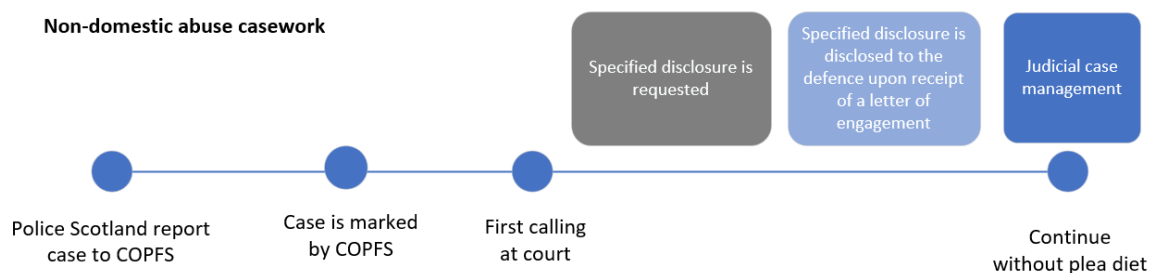 Non-domestic abuse casework
Specified disclosure is
requested
Specified disclosure is
disclosed to the
defence upon receipt
of a letter of
engagement
Judicial case
management
Police Scotland report
case to COPFS
Case is marked
by COPFS
First calling
at court
Continue
without plea diet